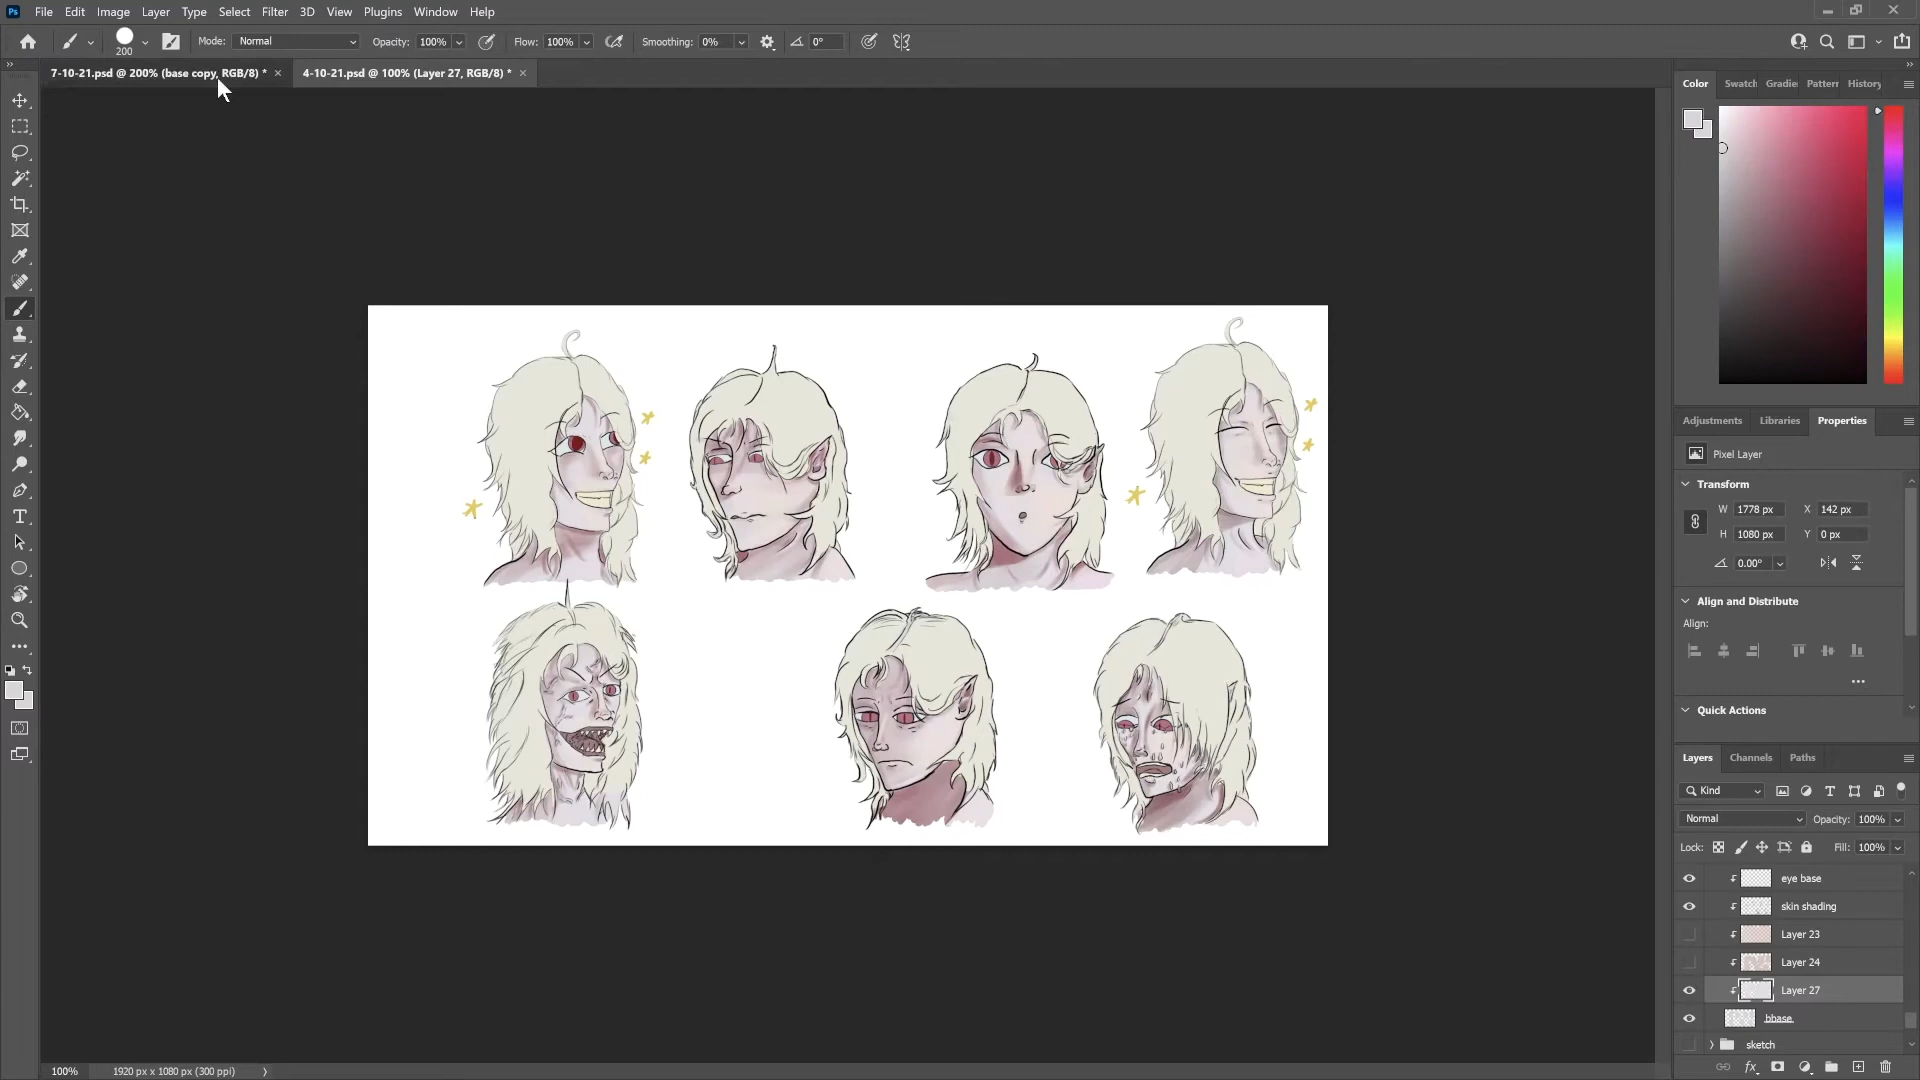 Ps File Edit Image Layer Type Select Filter 3D View Plugins Window Help
200 Mode: Normal Opacity: 100% Flow: 100% Smoothing: 0% 0°
7-10-21.psd @ 200% (base copy, RGB/8) * × 4-10-21.psd @ 100% (Layer 27, RGB/8) * ×
Color Swatch Gradie Pattern History
Adjustments Libraries Properties
Pixel Layer
Transform
W 1778 px X 142 px
H 1080 px Y 0 px
0.00°
Align and Distribute
Align:
Quick Actions
Layers Channels Paths
Kind
Normal Opacity: 100%
Lock: Fill: 100%
eye base
skin shading
Layer 23
Layer 24
Layer 27
bbase
sketch
fx
100% 1920 px x 1080 px (300 ppi)